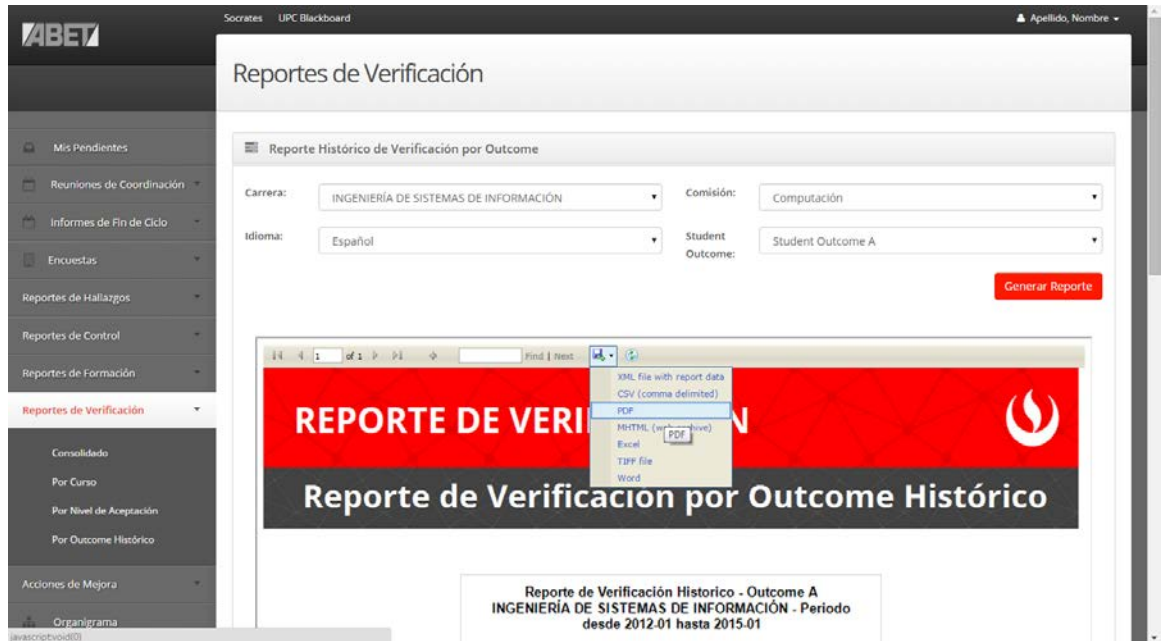 ABET
Socrates UPC Blackboard
Apellido, Nombre
Reportes de Verificación
Mis Pendientes
Reuniones de Coordinación
Informes de Fin de Ciclo
Encuestas
Reportes de Hallazgos
Reportes de Control
Reportes de Formación
Reportes de Verificación
Consolidado
Por Curso
Por Nivel de Aceptación
Por Outcome Histórico
Acciones de Mejora
Organigrama
javascript:void(0)
Reporte Histórico de Verificación por Outcome
Carrera: INGENIERÍA DE SISTEMAS DE INFORMACIÓN Comisión: Computación
Idioma: Español Student Outcome: Student Outcome A
Generar Reporte
1 of 1 Find | Next
XML file with report data
CSV (comma delimited)
PDF
MHTML (web archive)
PDF
Excel
TIFF file
Word
REPORTE DE VERI N
Reporte de Verificación por Outcome Histórico
Reporte de Verificación Historico - Outcome A
INGENIERÍA DE SISTEMAS DE INFORMACIÓN - Periodo
desde 2012-01 hasta 2015-01